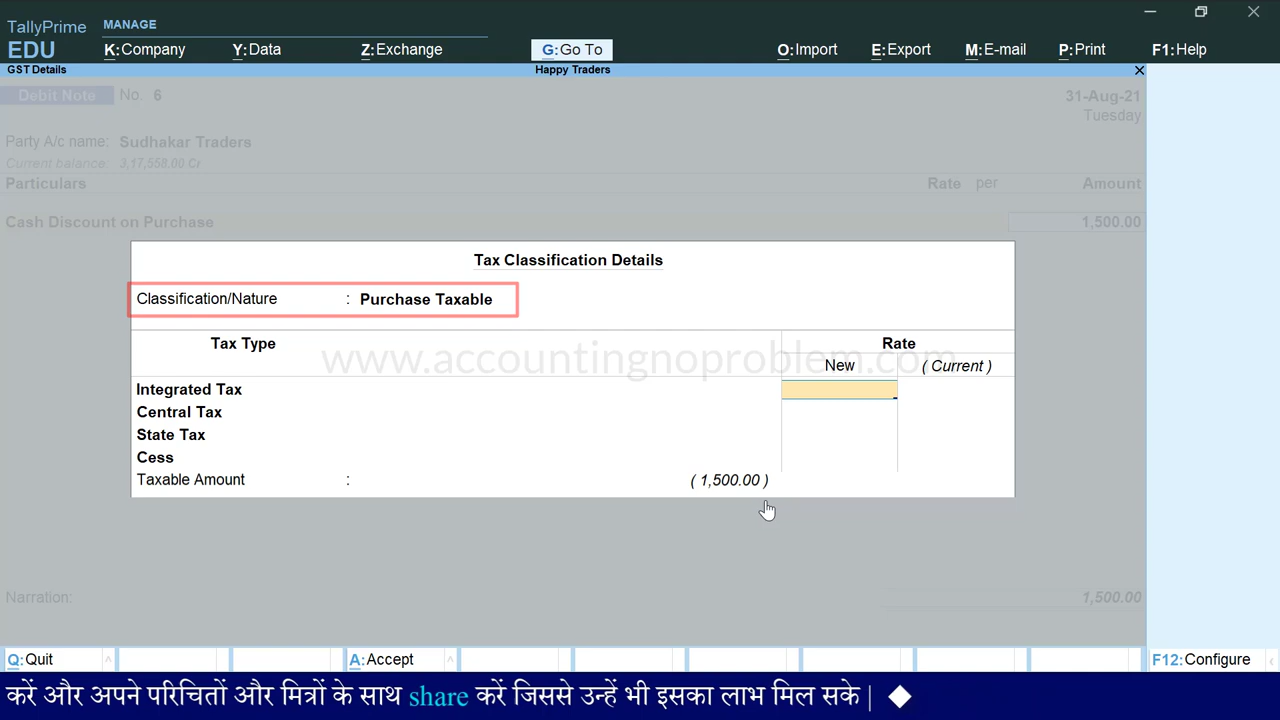 TallyPrime MANAGE
EDU K:Company Y:Data Z:Exchange G:Go To O:Import E:Export M:E-mail P:Print F1:Help
GST Details Happy Traders
Debit Note No. 6 31-Aug-21
Tuesday
Party A/c name: Sudhakar Traders
Current balance: 3,17,558.00 Cr
Particulars Rate per Amount
Cash Discount on Purchase 1,500.00
Tax Classification Details
Classification/Nature : Purchase Taxable
Tax Type Rate
www.accountingnoproblem.com
New ( Current )
Integrated Tax
Central Tax
State Tax
Cess
Taxable Amount : ( 1,500.00 )
Narration: 1,500.00
Q:Quit A:Accept F12:Configure
करें और अपने परिचितों और मित्रों के साथ share करें जिससे उन्हें भी इसका लाभ मिल सके |